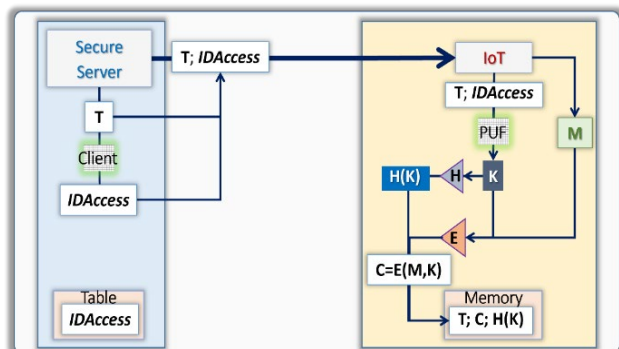 Secure
Server
T; IDAccess
IoT
T; IDAccess
T
PUF
M
Client
H(K)
H
K
IDAccess
E
C=E(M,K)
Table
IDAccess
Memory
T; C; H(K)